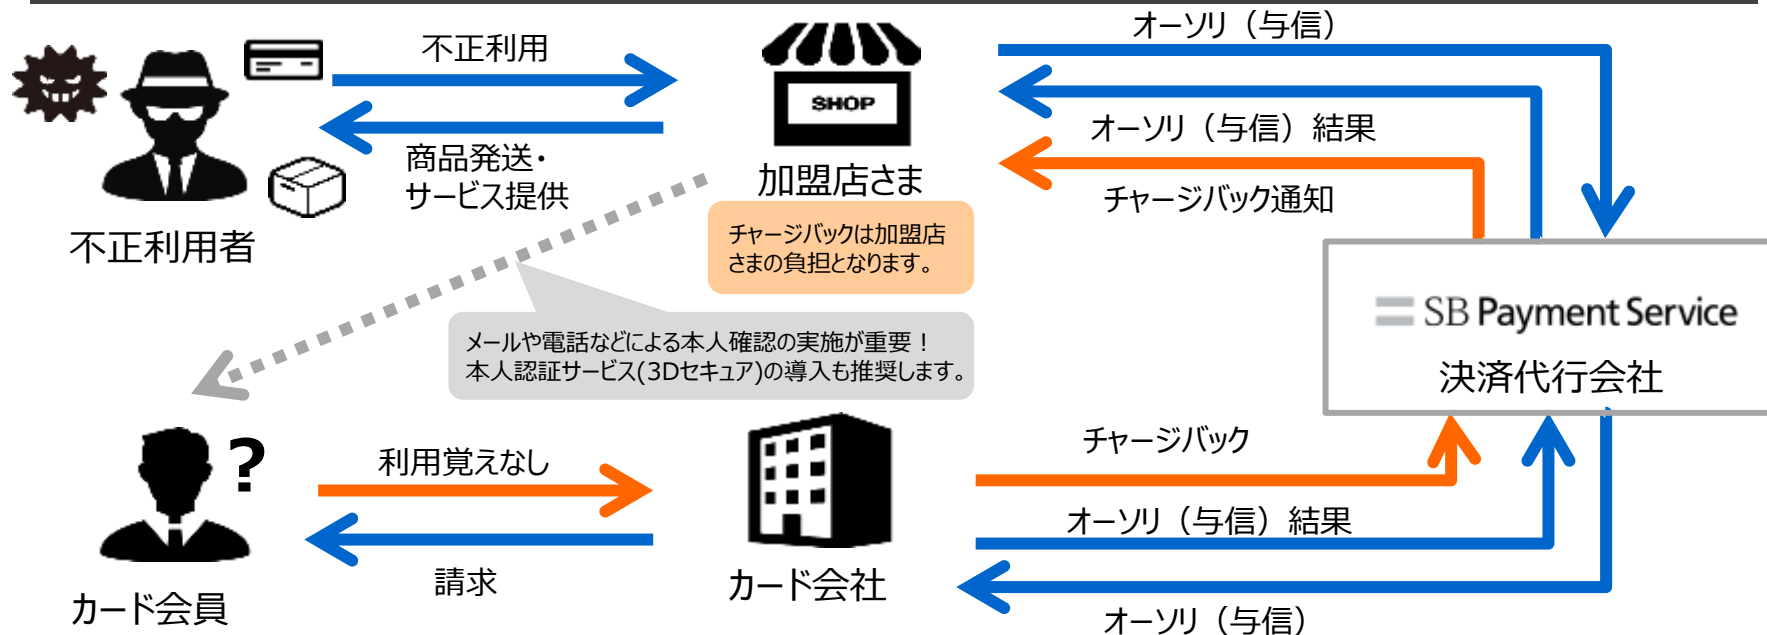 オーソリ（与信）
不正利用
SHOP
オーソリ（与信）結果
商品発送・
サービス提供
加盟店さま
チャージバック通知
不正利用者
チャージバックは加盟店
さまの負担となります。
SB Payment Service
メールや電話などによる本人確認の実施が重要！
本人認証サービス(3Dセキュア)の導入も推奨します。
決済代行会社
?
利用覚えなし
チャージバック
オーソリ（与信）結果
請求
カード会社
カード会員
オーソリ（与信）